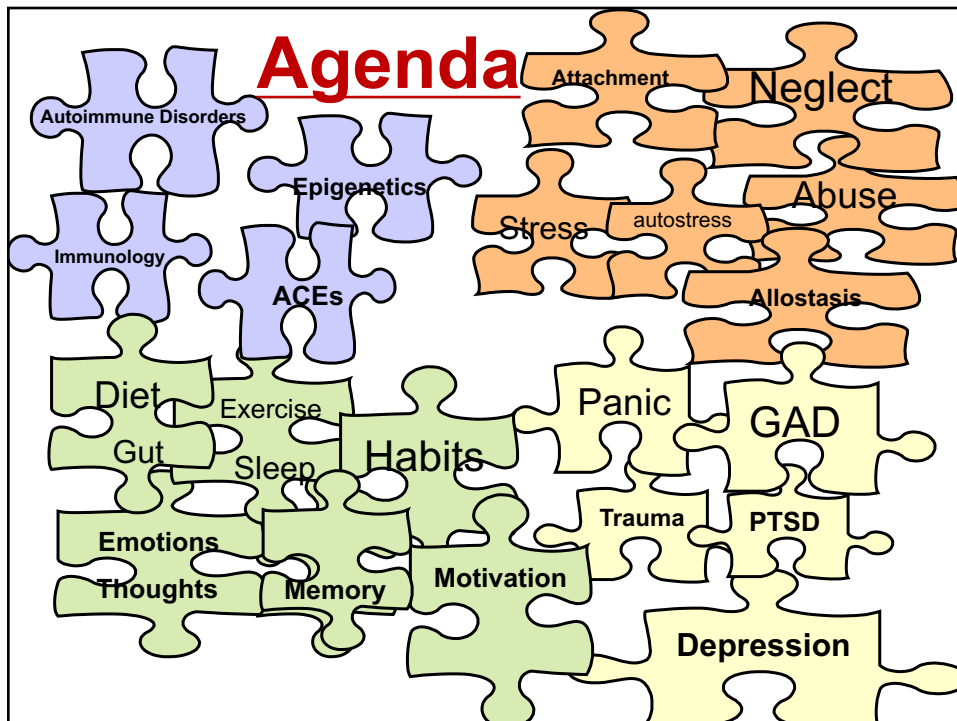 Agenda
Autoimmune Disorders
Epigenetics
Immunology
ACEs
Attachment
Neglect
Stress
autostress
Abuse
Allostasis
Diet
Gut
Exercise
Sleep
Habits
Emotions
Thoughts
Memory
Motivation
Panic
GAD
Trauma
PTSD
Depression